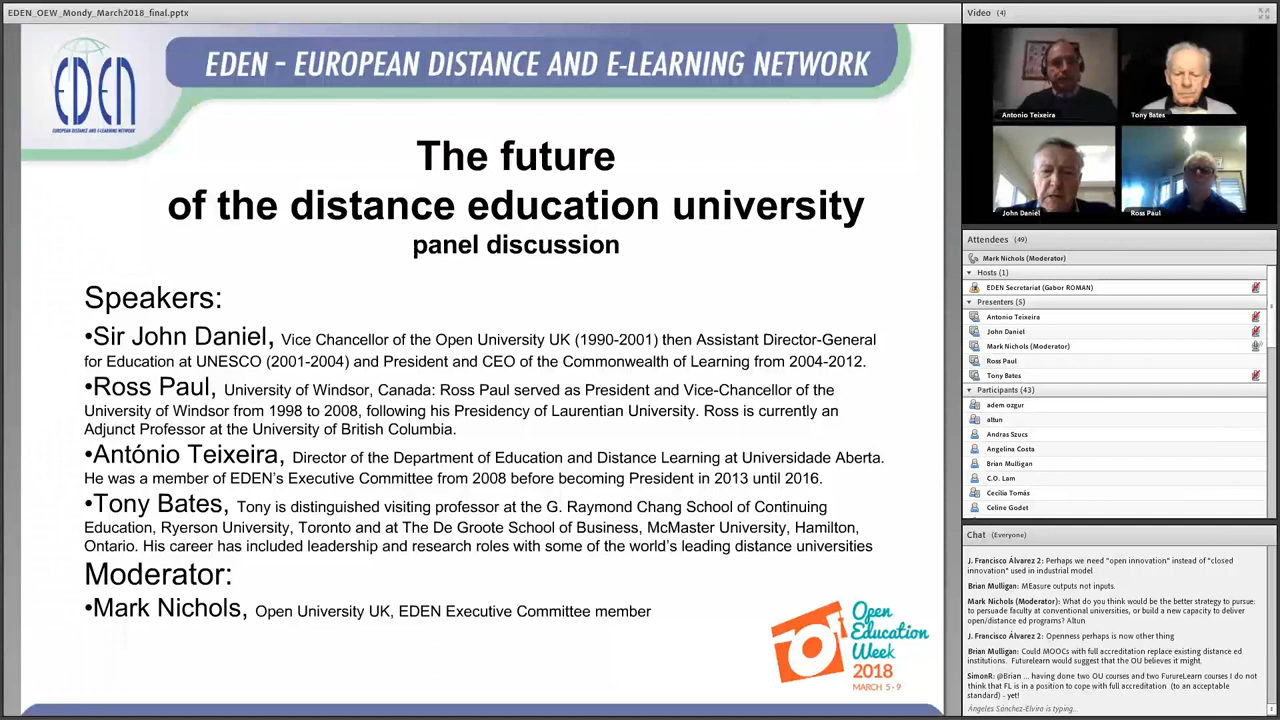 EDEN_OEW_Mondy_March2018_final.pptx
EDEN
EUROPEAN DISTANCE AND E-LEARNING NETWORK
EDEN - EUROPEAN DISTANCE AND E-LEARNING NETWORK
The future
of the distance education university
panel discussion
Speakers:
•Sir John Daniel, Vice Chancellor of the Open University UK (1990-2001) then Assistant Director-General
for Education at UNESCO (2001-2004) and President and CEO of the Commonwealth of Learning from 2004-2012.
•Ross Paul, University of Windsor, Canada: Ross Paul served as President and Vice-Chancellor of the
University of Windsor from 1998 to 2008, following his Presidency of Laurentian University. Ross is currently an
Adjunct Professor at the University of British Columbia.
•António Teixeira, Director of the Department of Education and Distance Learning at Universidade Aberta.
He was a member of EDEN's Executive Committee from 2008 before becoming President in 2013 until 2016.
•Tony Bates, Tony is distinguished visiting professor at the G. Raymond Chang School of Continuing
Education, Ryerson University, Toronto and at The De Groote School of Business, McMaster University, Hamilton,
Ontario. His career has included leadership and research roles with some of the world's leading distance universities
Moderator:
•Mark Nichols, Open University UK, EDEN Executive Committee member
Open
Education
Week
2018
MARCH 5-9
Video (4)
Antonio Teixeira
Tony Bates
John Daniel
Ross Paul
Attendees (49)
Mark Nichols (Moderator)
Hosts (1)
EDEN Secretariat (Gabor ROMAN)
Presenters (5)
Antonio Teixeira
John Daniel
Mark Nichols (Moderator)
Ross Paul
Tony Bates
Participants (43)
adem ozgur
altun
Andras Szucs
Angelina Costa
Brian Mulligan
C.O. Lam
Cecília Tomás
Celine Godet
Chat (Everyone)
J. Francisco Álvarez 2: Perhaps we need "open innovation" instead of "closed
innovation" used in industrial model
Brian Mulligan: MEasure outputs not inputs.
Mark Nichols (Moderator): What do you think would be the better strategy to pursue:
to persuade faculty at conventional universities, or build a new capacity to deliver
open/distance ed programs? Altun
J. Francisco Álvarez 2: Openness perhaps is now other thing
Brian Mulligan: Could MOOCs with full accreditation replace existing distance ed
institutions. Futurelearn would suggest that the OU believes it might.
SimonR: @Brian ... having done two OU courses and two FurureLearn courses I do not
think that FL is in a position to cope with full accreditation (to an acceptable
standard) - yet!
Ángeles Sánchez-Elvira is typing...